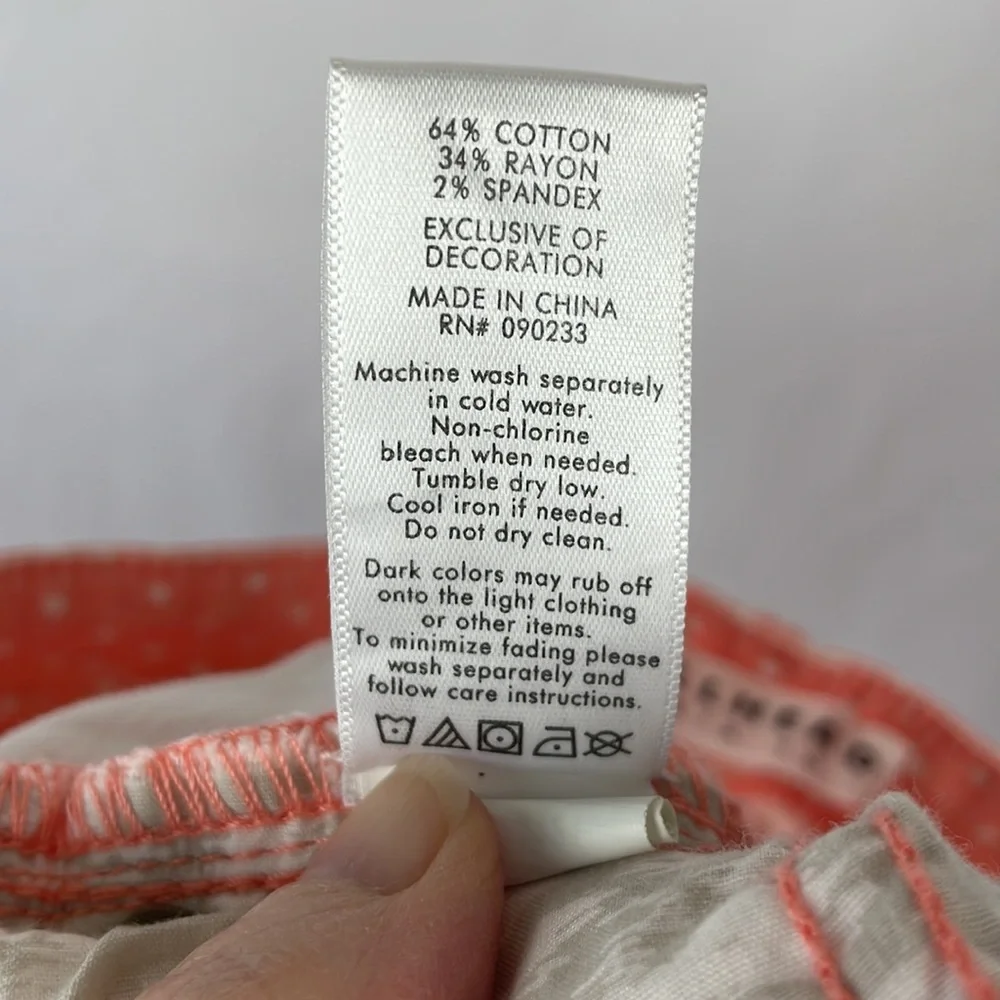 64% COTTON
34% RAYON
2% SPANDEX
EXCLUSIVE OF
DECORATION
MADE IN CHINA
RN# 090233
Machine wash separately
in cold water.
Non-chlorine
bleach when needed.
Tumble dry low.
Cool iron if needed.
Do not dry clean.
Dark colors may rub off
onto the light clothing
or other items.
To minimize fading please
wash separately and
follow care instructions.